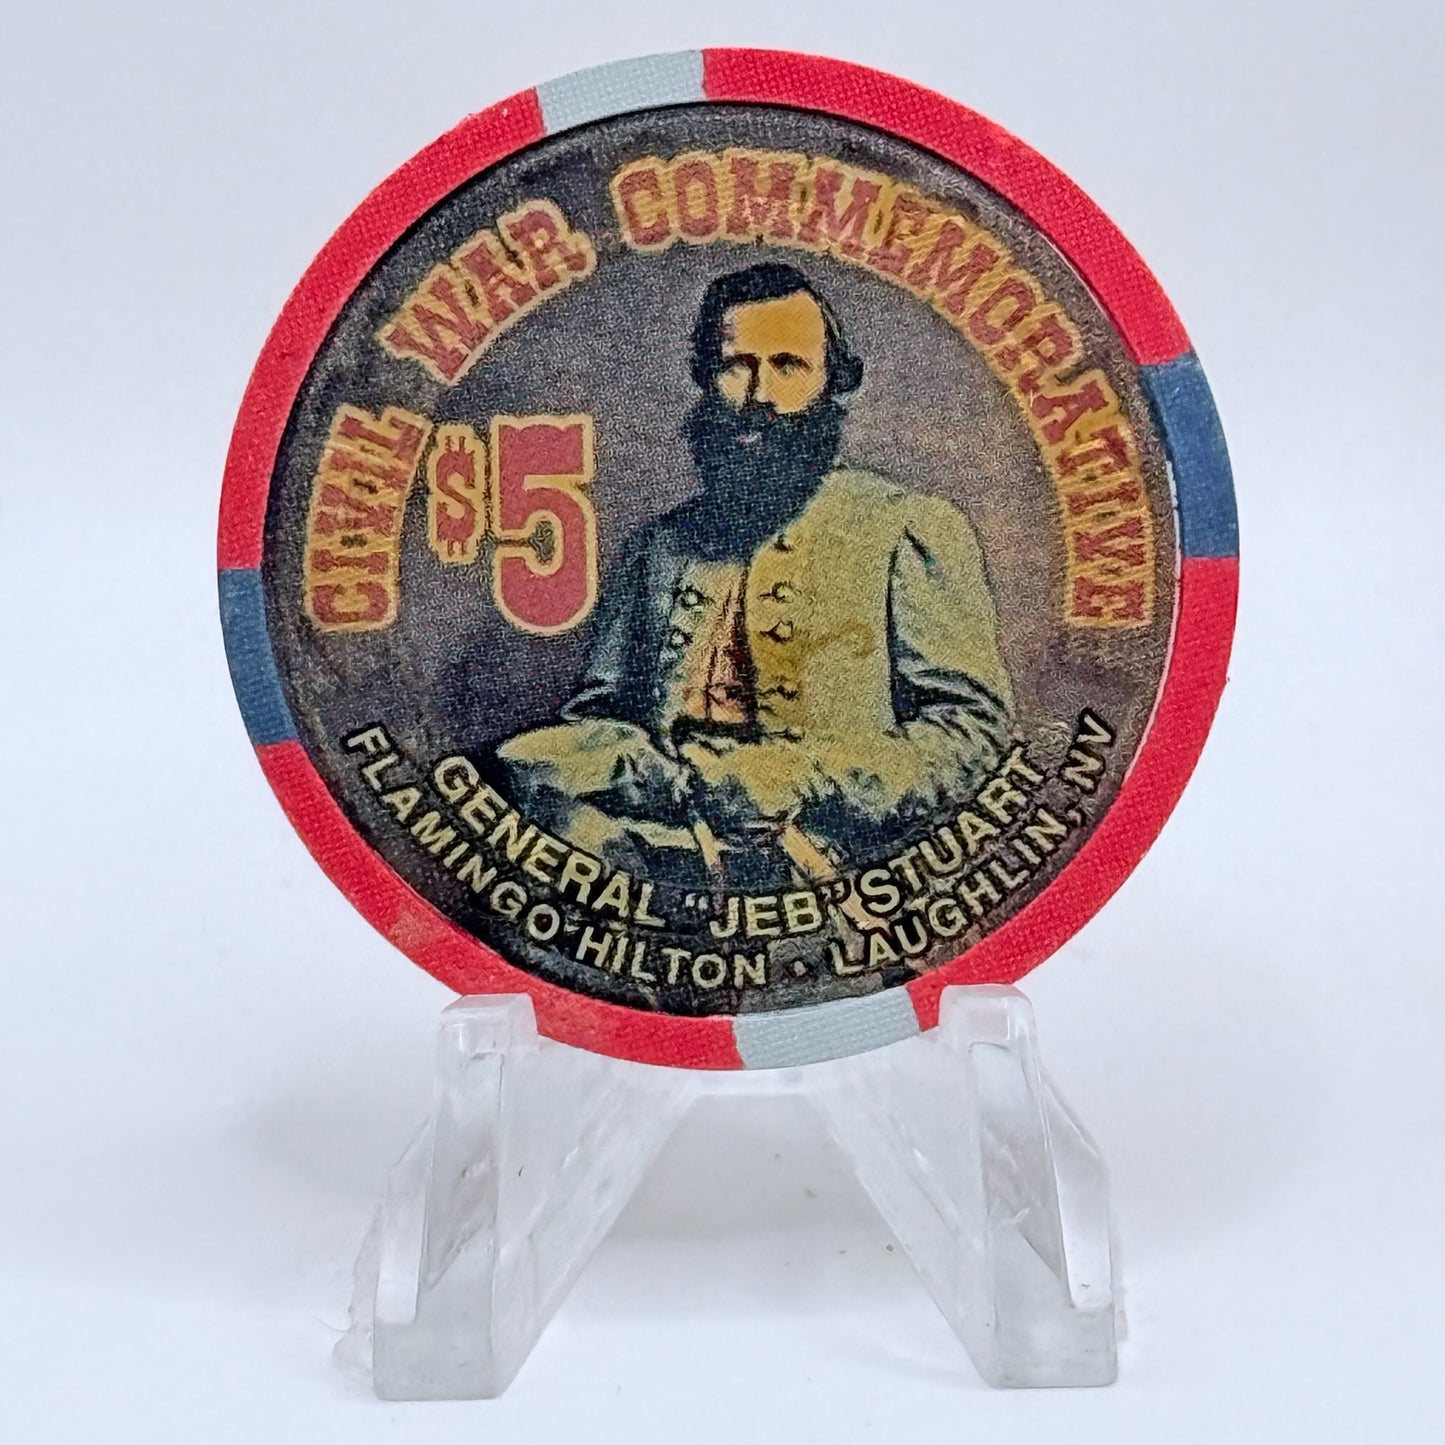 CIVIL WAR COMMEMORATIVE
$5
GENERAL "JEB" STUART
FLAMINGO HILTON · LAUGHLIN, NV